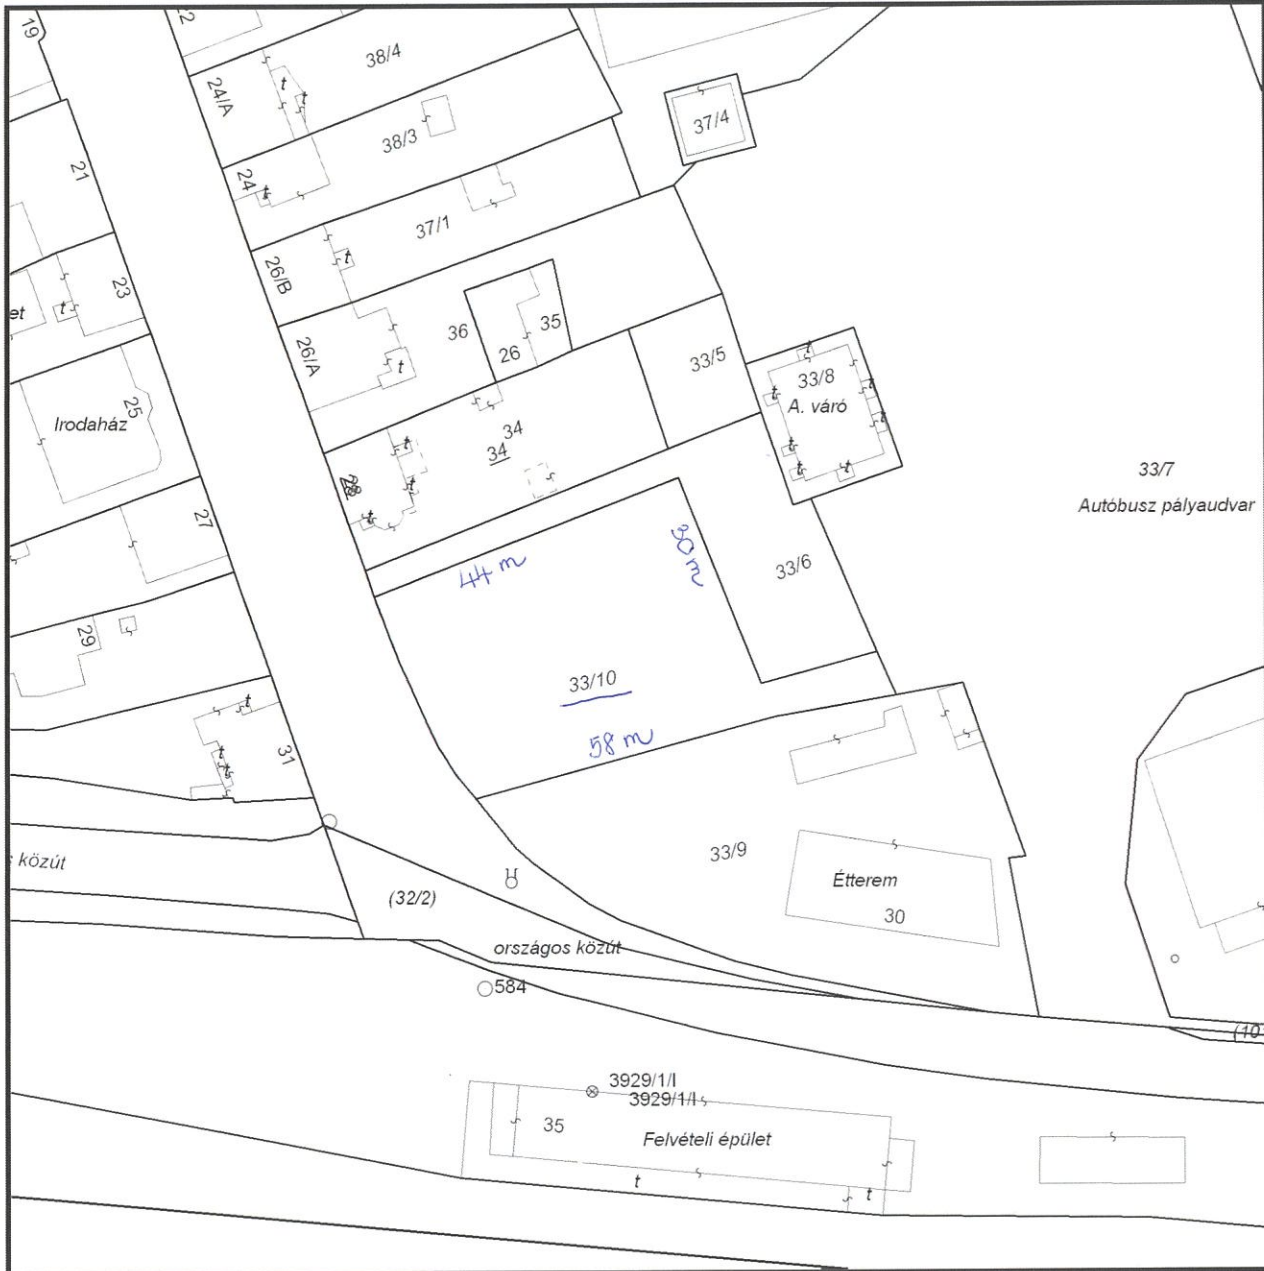 19
22
38/4
24/A
t
t
37/4
38/3
21
24
t
37/1
26/B
t
23
t
et
36
35
26
26/A
t
33/5
t
33/8
A. váró
t
t
t
t
t
t
25
Irodaház
34
34
t
t
t
28
33/7
Autóbusz pályaudvar
27
44 m
30 m
33/6
29
33/10
58 m
t
31
t
t
33/9
s közút
(32/2)
Étterem
30
országos közút
584
(10
3929/1/I
3929/1/I
35
Felvételi épület
t
t